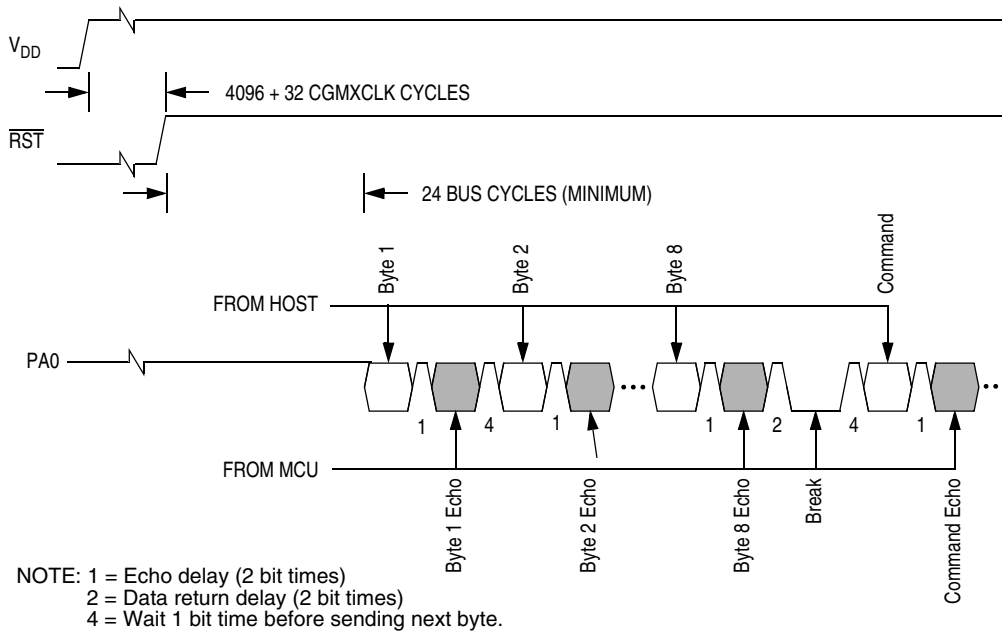 VDD
4096 + 32 CGMXCLK CYCLES
RST
24 BUS CYCLES (MINIMUM)
Byte 1
Byte 2
Byte 8
Command
FROM HOST
PA0
1
4
1
1
2
4
1
FROM MCU
Byte 1 Echo
Byte 2 Echo
Byte 8 Echo
Break
Command Echo
NOTE: 1 = Echo delay (2 bit times)
2 = Data return delay (2 bit times)
4 = Wait 1 bit time before sending next byte.